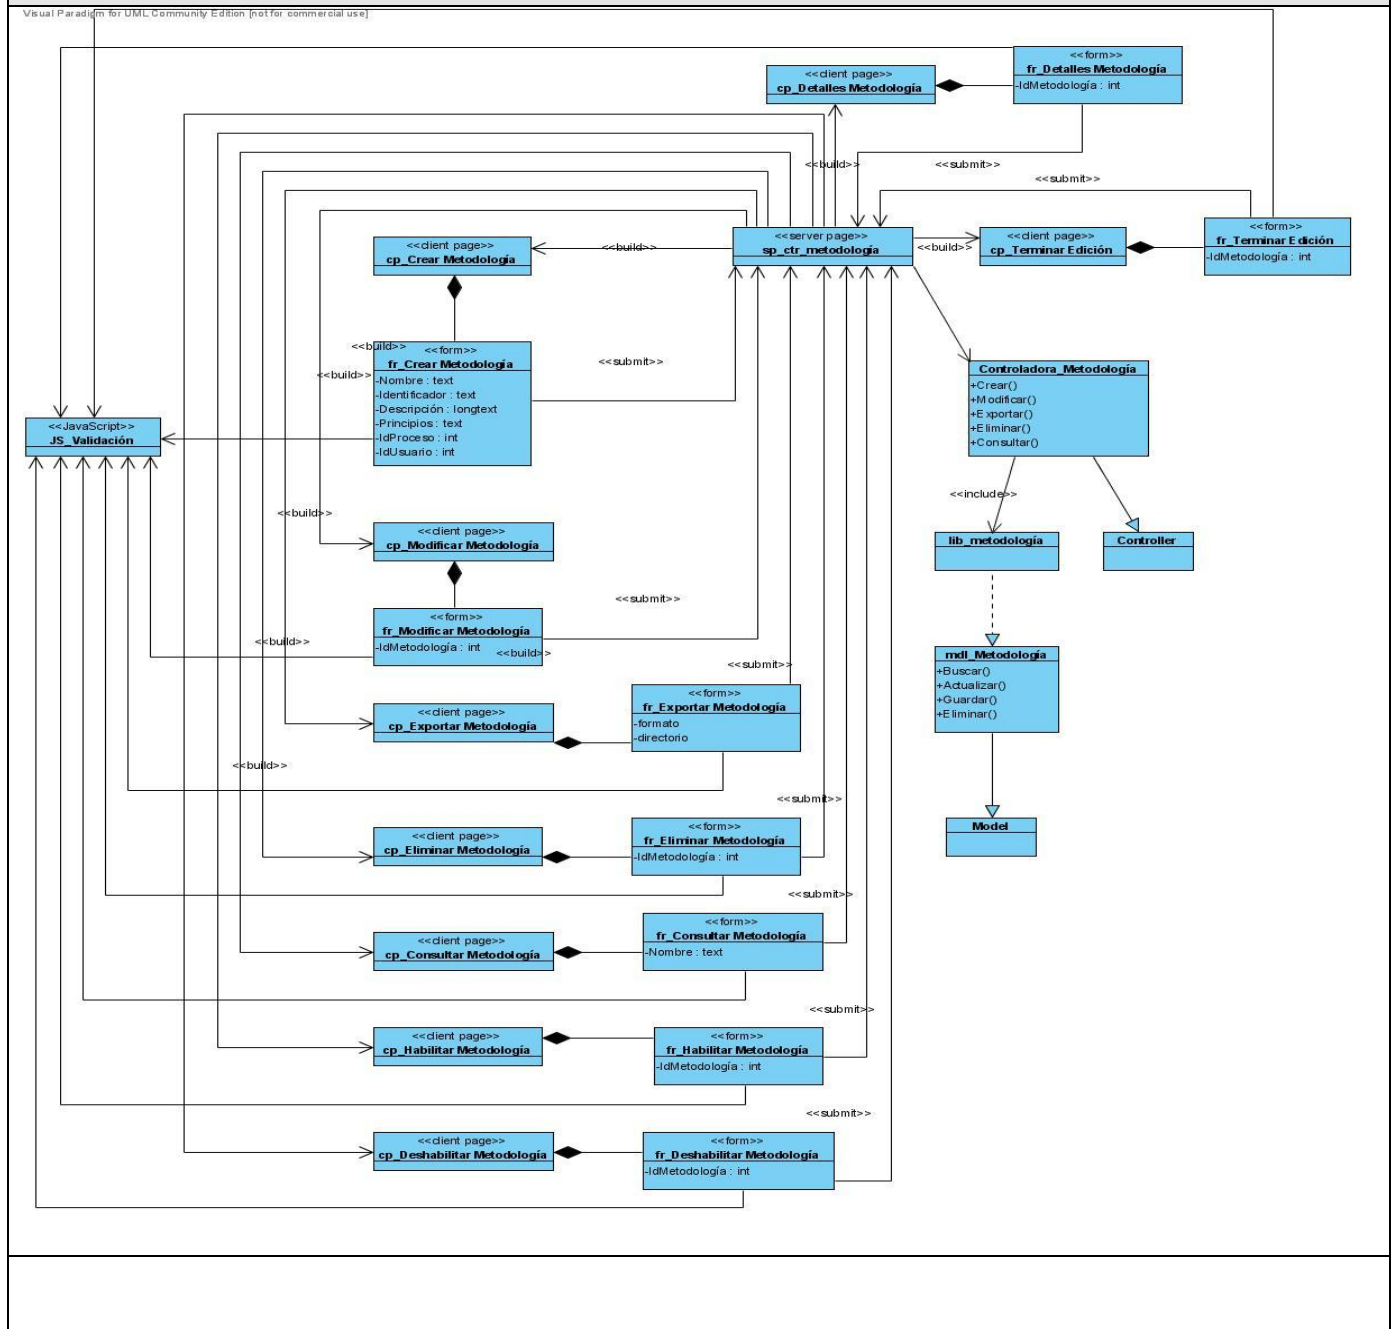 Visual Paradigm for UML Community Edition [not for commercial use]
<<form>>
fr_Detalles Metodología
-IdMetodología : int
<<client page>>
cp_Detalles Metodología
<<build>>
<<submit>>
<<submit>>
<<server page>>
sp_ctr_metodología
<<build>>
<<client page>>
cp_Terminar Edición
<<form>>
fr_Terminar Edición
-IdMetodología : int
<<client page>>
cp_Crear Metodología
<<build>>
<<build>>
<<build>>
<<form>>
fr_Crear Metodología
-Nombre : text
-Identificador : text
-Descripción : longtext
-Principios : text
-IdProceso : int
-IdUsuario : int
<<submit>>
Controladora_Metodología
+Crear()
+Modificar()
+Exportar()
+Eliminar()
+Consultar()
<<JavaScript>>
JS_Validación
<<include>>
<<build>>
<<client page>>
cp_Modificar Metodología
lib_metodología
Controller
<<submit>>
<<form>>
fr_Modificar Metodología
-IdMetodología : int
<<build>>
<<build>>
<<submit>>
mdl_Metodología
+Buscar()
+Actualizar()
+Guardar()
+Eliminar()
<<client page>>
cp_Exportar Metodología
<<form>>
fr_Exportar Metodología
-formato
-directorio
<<build>>
<<submit>>
Model
<<client page>>
cp_Eliminar Metodología
<<form>>
fr_Eliminar Metodología
-IdMetodología : int
<<submit>>
<<client page>>
cp_Consultar Metodología
<<form>>
fr_Consultar Metodología
-Nombre : text
<<submit>>
<<client page>>
cp_Habilitar Metodología
<<form>>
fr_Habilitar Metodología
-IdMetodología : int
<<submit>>
<<client page>>
cp_Deshabilitar Metodología
<<form>>
fr_Deshabilitar Metodología
-IdMetodología : int